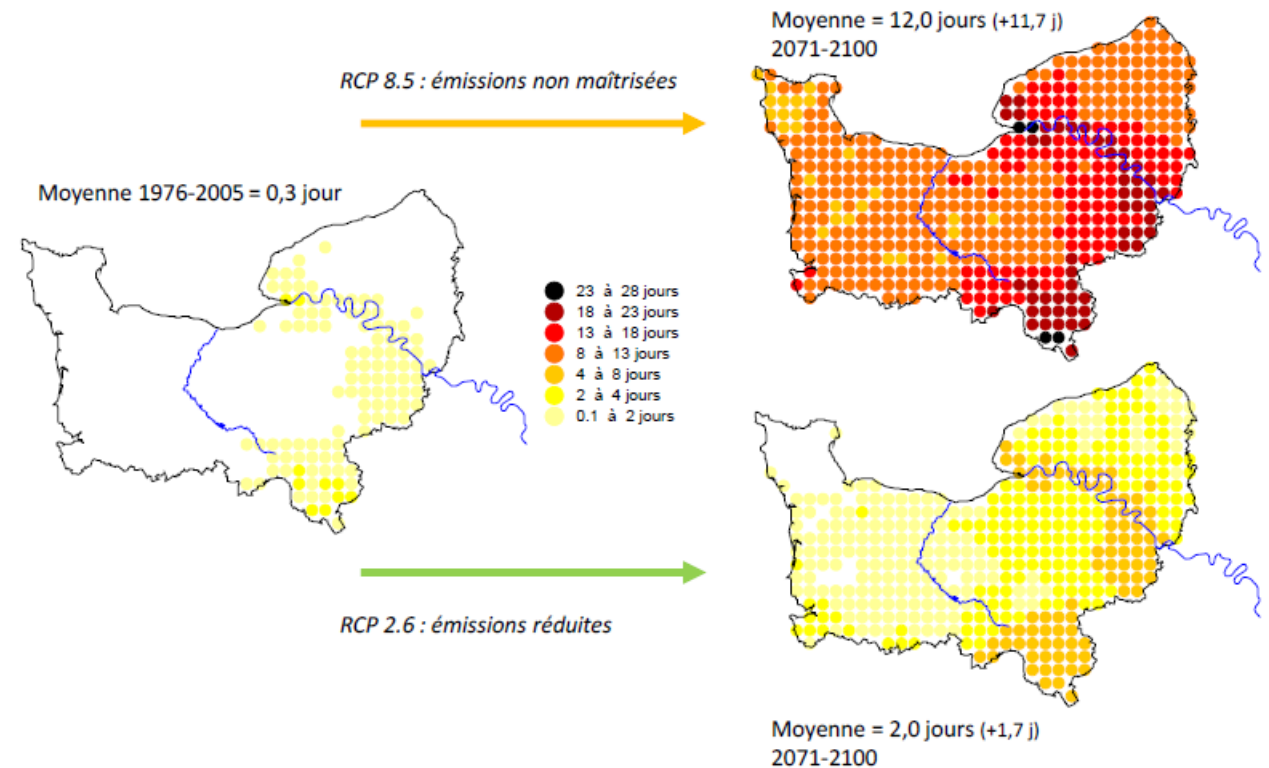 Moyenne = 12,0 jours (+11,7 j)
2071-2100
RCP 8.5 : émissions non maîtrisées
Moyenne 1976-2005 = 0,3 jour
23 à 28 jours
18 à 23 jours
13 à 18 jours
8 à 13 jours
4 à 8 jours
2 à 4 jours
0.1 à 2 jours
RCP 2.6 : émissions réduites
Moyenne = 2,0 jours (+1,7 j)
2071-2100